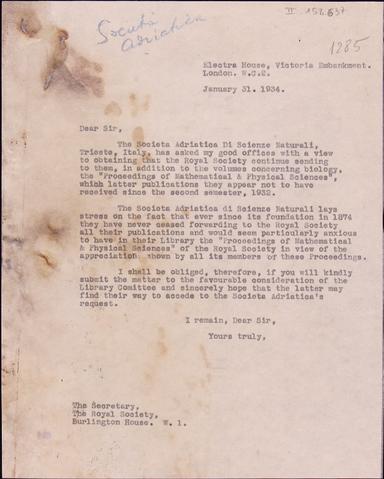 II 152.637
Società
Adriatica
1285
Electra House, Victoria Embankment.
London. W.C.2.
January 31. 1934.
Dear Sir,
The Societa Adriatica Di Scienze Naturali,
Trieste, Italy, has asked my good offices with a view
to obtaining that the Royal Society continue sending
to them, in addition to the volumes concerning biology,
the "Proceedings of Mathematical & Physical Sciences",
which latter publications they appear not to have
received since the second semester, 1932.
The Societa Adriatica di Scienze Naturali lays
stress on the fact that ever since its foundation in 1874
they have never ceased forwarding to the Royal Society
all their publications and would seem particularly anxious
to have in their Library the "Proceedings of Mathematical
& Physical Sciences" of the Royal Society in view of the
appreciation shown by all its members of these Proceedings.
I shall be obliged, therefore, if you will kindly
submit the matter to the favourable consideration of the
Library Comittee and sincerely hope that the latter may
find their way to accede to the Societa Adriatica's
request.
I remain, Dear Sir,
Yours truly,
The Secretary,
The Royal Society,
Burlington House. W. 1.